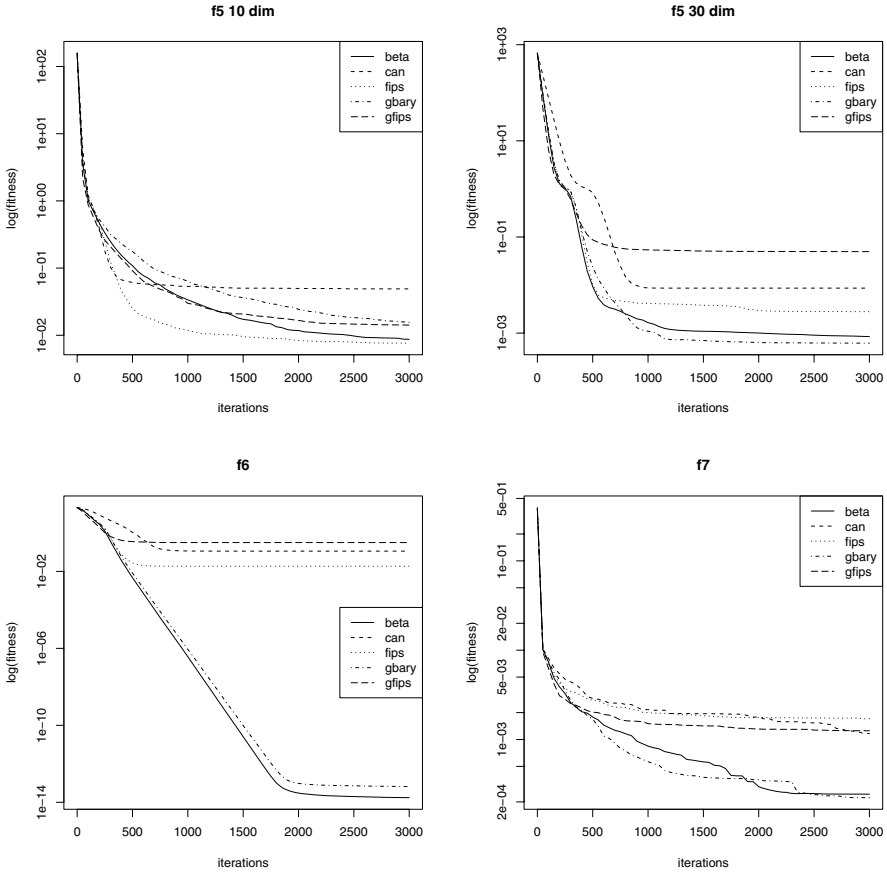 f5 10 dim
log(fitness)
1e+02
1e+01
1e+00
1e-01
1e-02
0 500 1000 1500 2000 2500 3000
iterations
beta
can
fips
gbary
gfips
f5 30 dim
log(fitness)
1e+03
1e+01
1e-01
1e-03
0 500 1000 1500 2000 2500 3000
iterations
beta
can
fips
gbary
gfips
f6
log(fitness)
1e-02
1e-06
1e-10
1e-14
0 500 1000 1500 2000 2500 3000
iterations
beta
can
fips
gbary
gfips
f7
log(fitness)
5e-01
1e-01
2e-02
5e-03
1e-03
2e-04
0 500 1000 1500 2000 2500 3000
iterations
beta
can
fips
gbary
gfips